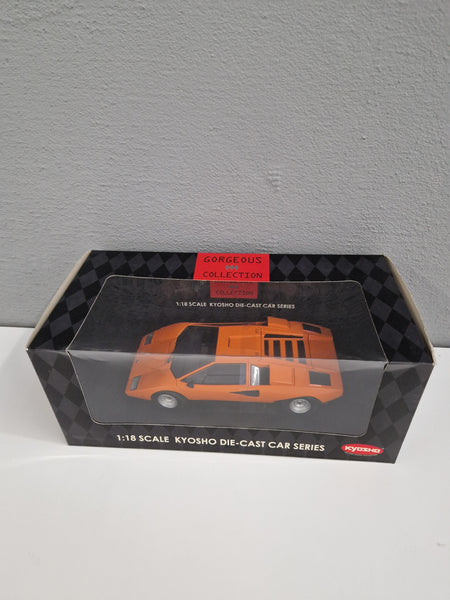 GORGEOUS
COLLECTION
COLLECTION
1:18 SCALE KYOSHO DIE-CAST CAR SERIES
1:18 SCALE KYOSHO DIE-CAST CAR SERIES
KYOSHO